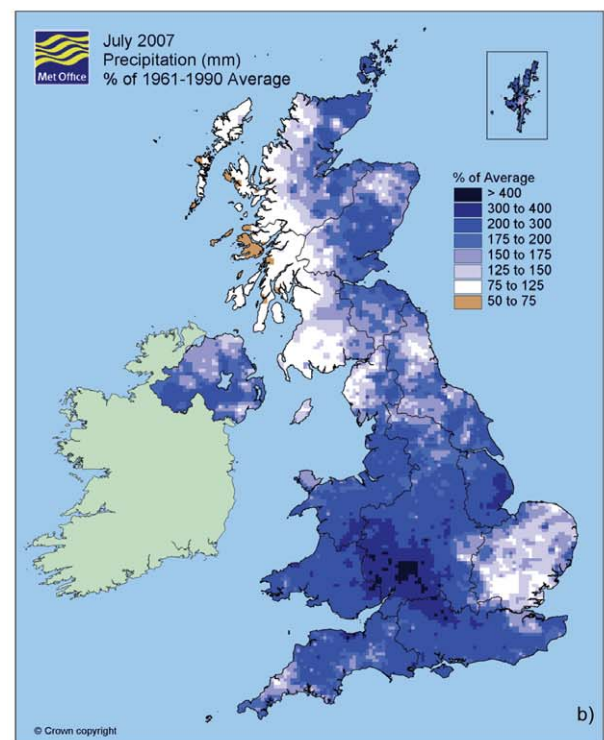 Met Office
July 2007
Precipitation (mm)
% of 1961-1990 Average
% of Average
> 400
300 to 400
200 to 300
175 to 200
150 to 175
125 to 150
75 to 125
50 to 75
© Crown copyright
b)